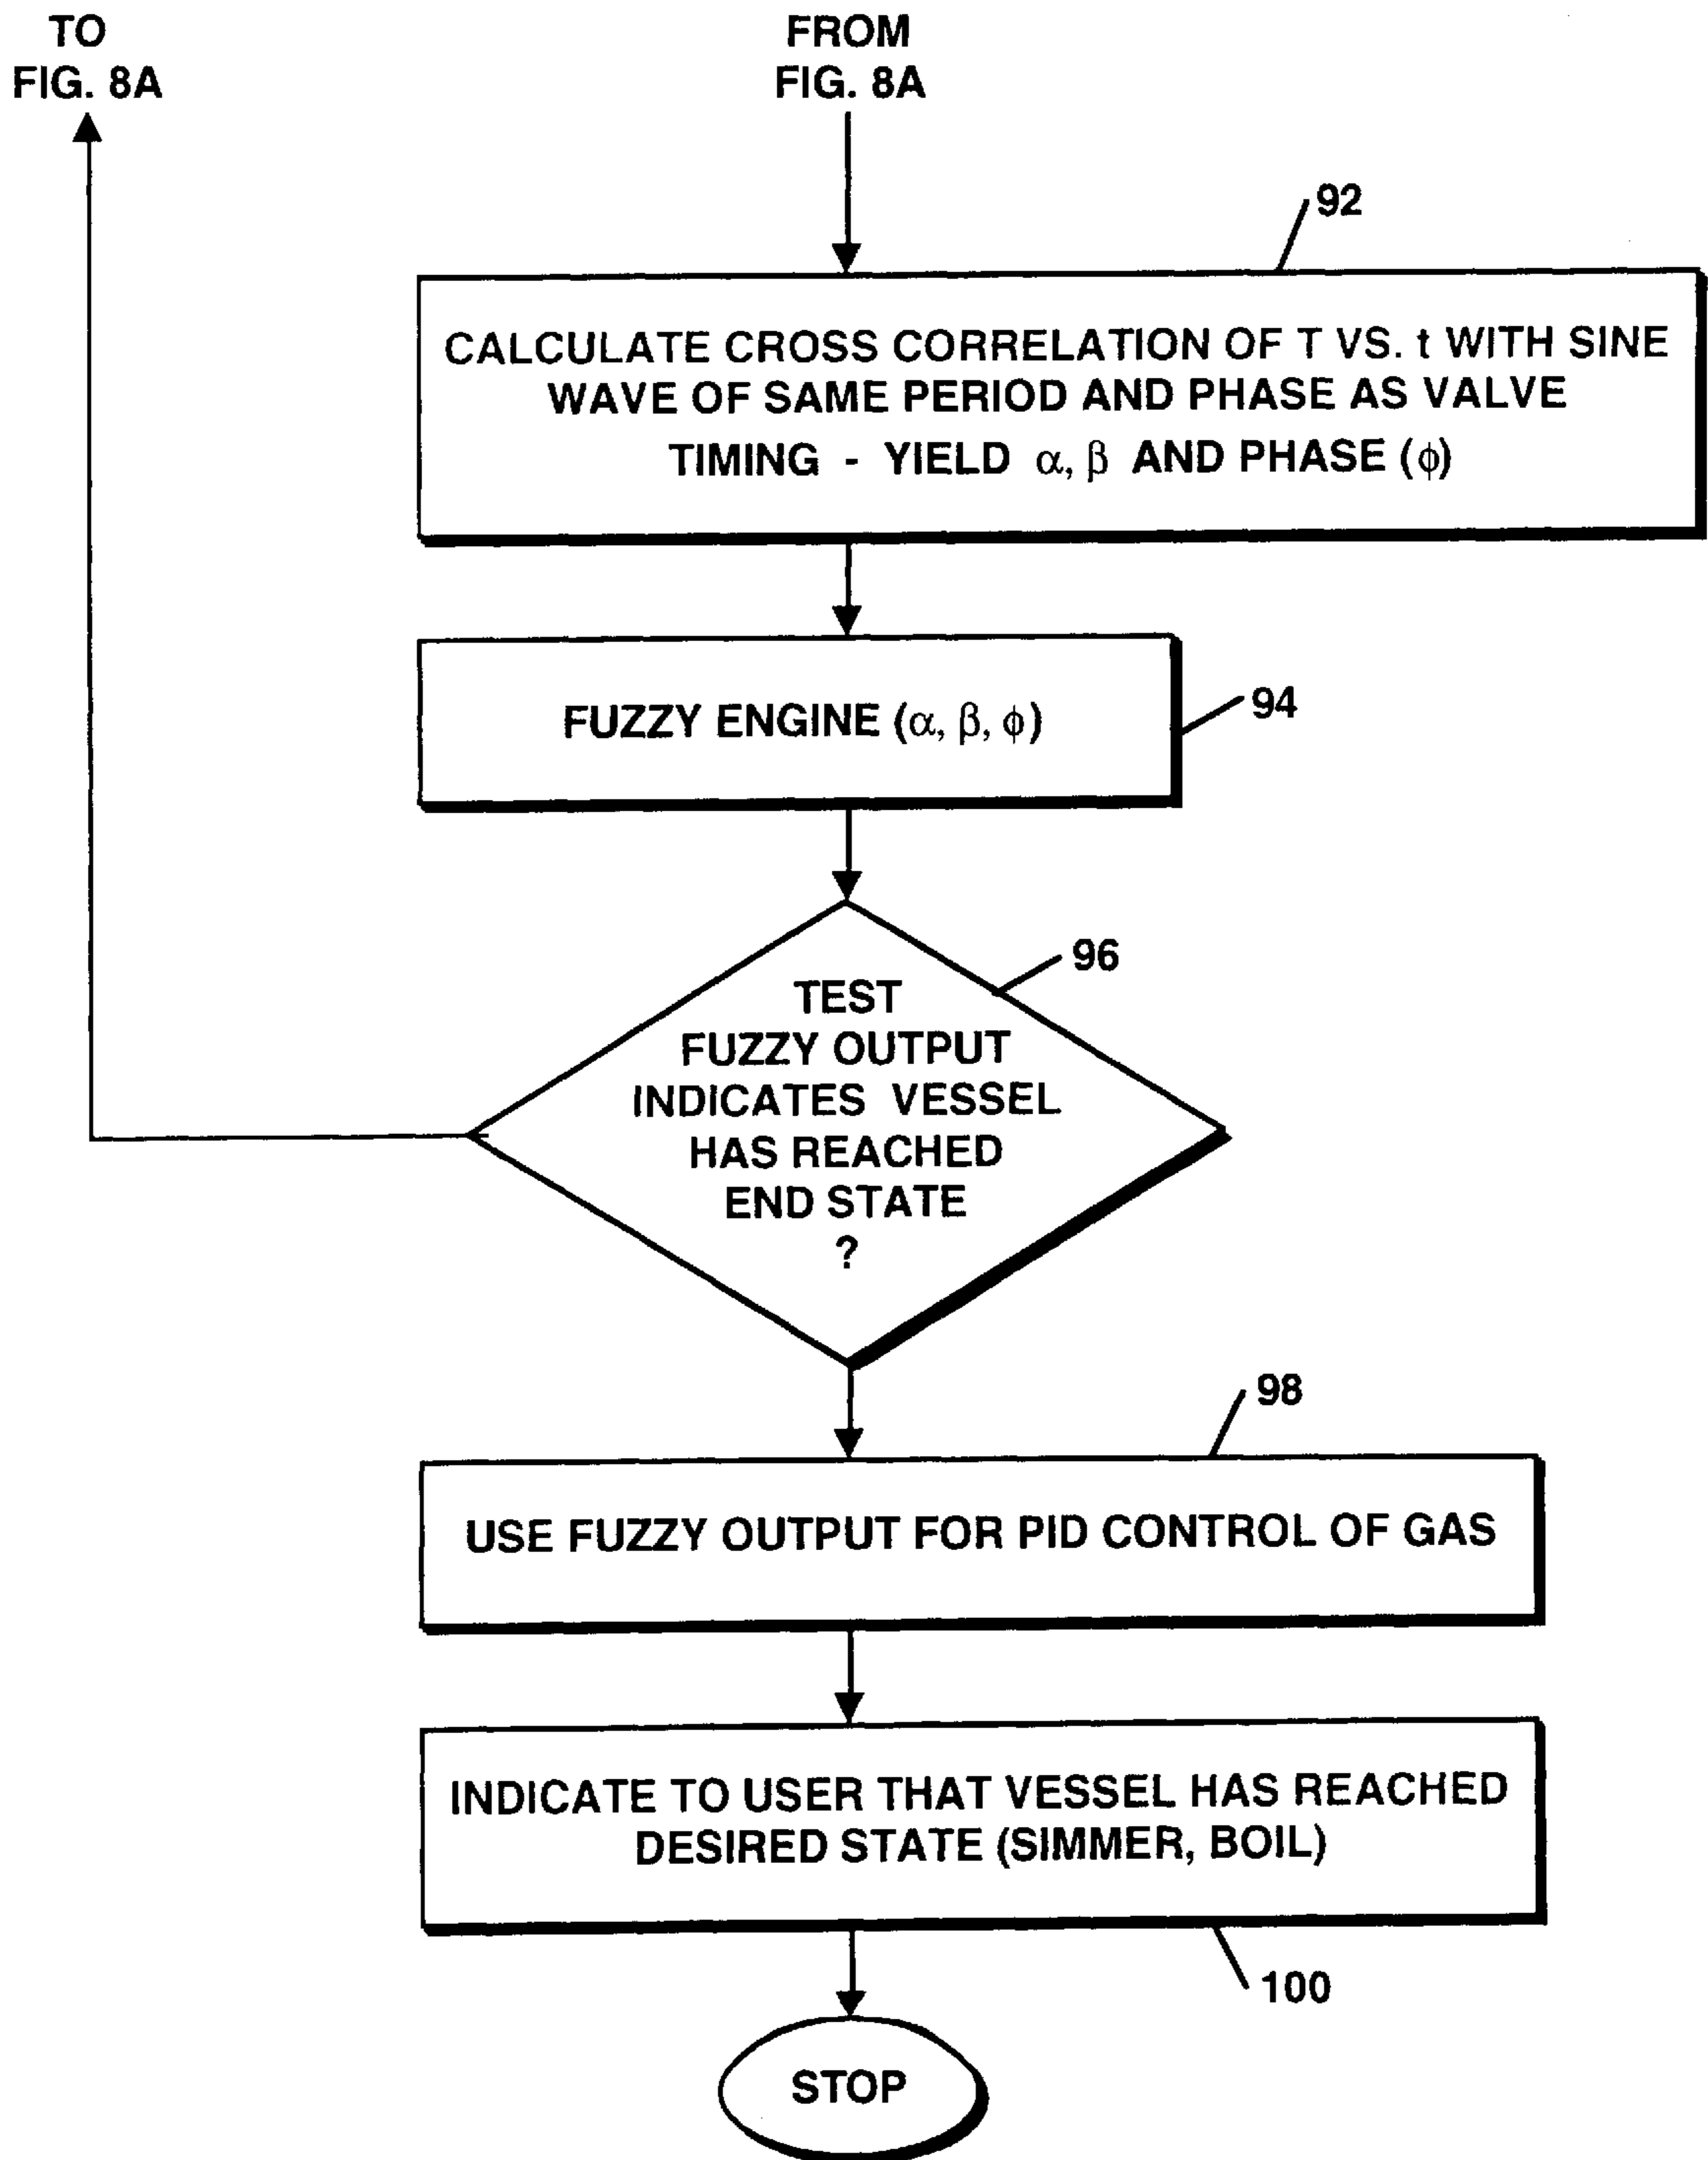 TO
FIG. 8A
FROM
FIG. 8A
92
CALCULATE CROSS CORRELATION OF T VS. t WITH SINE
WAVE OF SAME PERIOD AND PHASE AS VALVE
TIMING - YIELD α, β AND PHASE (ϕ)
FUZZY ENGINE (α, β, ϕ)
94
96
TEST
FUZZY OUTPUT
INDICATES VESSEL
HAS REACHED
END STATE
?
98
USE FUZZY OUTPUT FOR PID CONTROL OF GAS
INDICATE TO USER THAT VESSEL HAS REACHED
DESIRED STATE (SIMMER, BOIL)
100
STOP